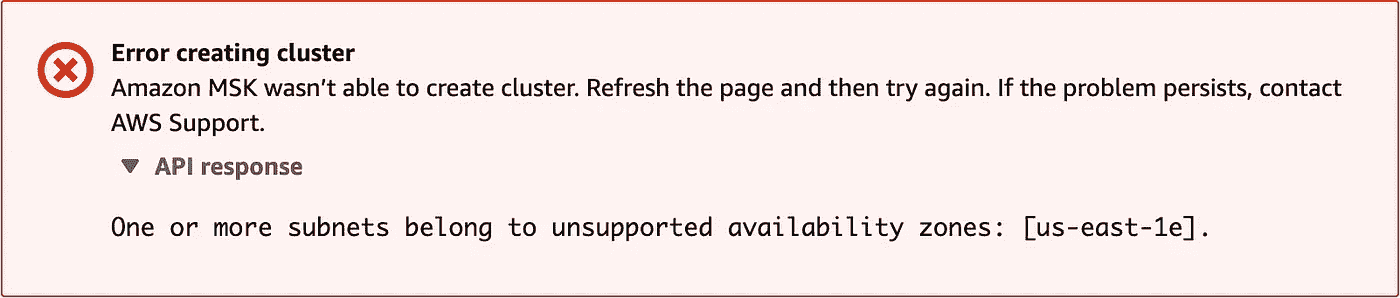 Error creating cluster
Amazon MSK wasn’t able to create cluster. Refresh the page and then try again. If the problem persists, contact
AWS Support.
API response
One or more subnets belong to unsupported availability zones: [us-east-1e].